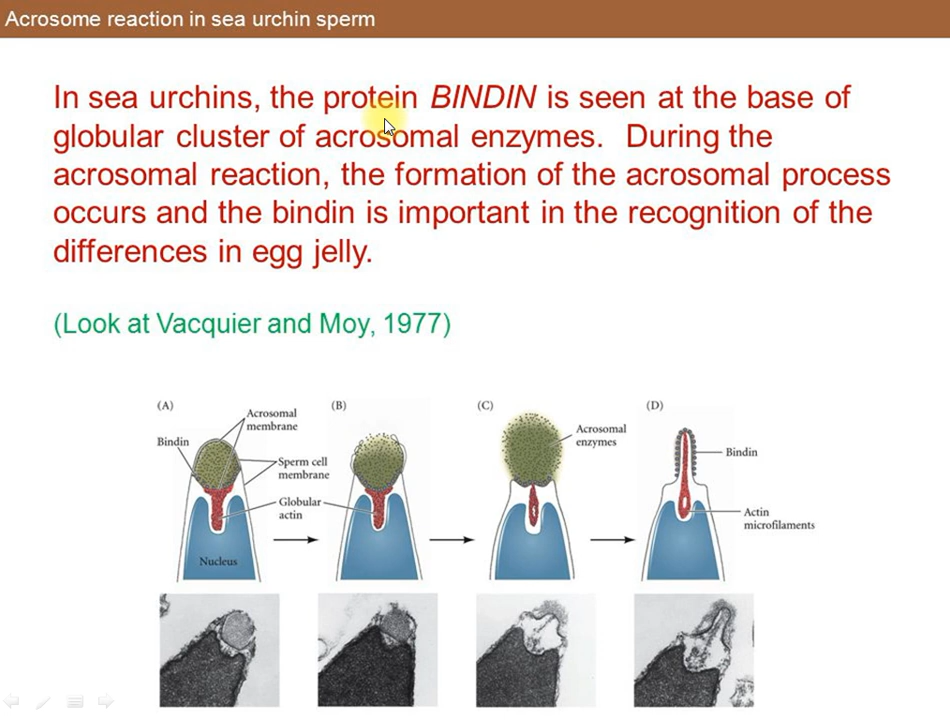 Acrosome reaction in sea urchin sperm
In sea urchins, the protein BINDIN is seen at the base of
globular cluster of acrosomal enzymes. During the
acrosomal reaction, the formation of the acrosomal process
occurs and the bindin is important in the recognition of the
differences in egg jelly.
(Look at Vacquier and Moy, 1977)
(A)
Acrosomal
membrane
Bindin
Sperm cell
membrane
Globular
actin
Nucleus
(B)
(C)
Acrosomal
enzymes
(D)
Bindin
Actin
microfilaments